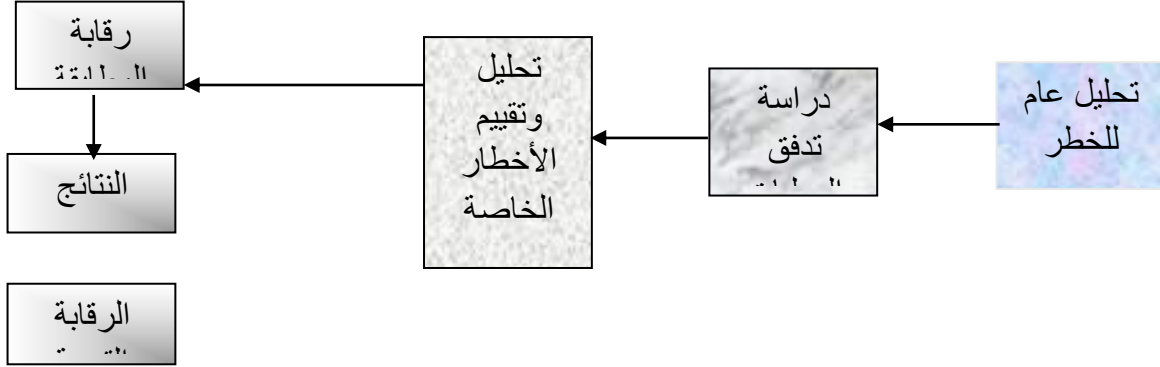 تحليل عام
للخطر
دراسة
تدفق
تحليل
وتقييم
الأخطار
الخاصة
رقابة
النتائج
الرقابة